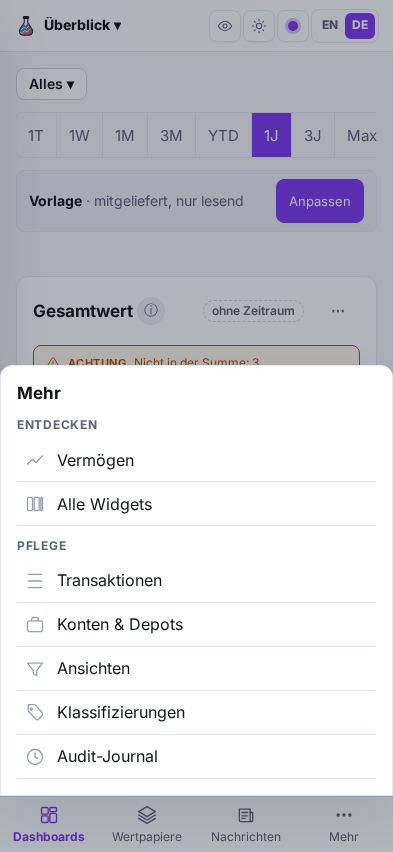 Überblick ▾
EN DE
Alles ▾
1T 1W 1M 3M YTD 1J 3J Max
Vorlage · mitgeliefert, nur lesend Anpassen
Gesamtwert ⓘ ohne Zeitraum ⋯
ACHTUNG Nicht in der Summe: 3
Mehr
ENTDECKEN
Vermögen
Alle Widgets
PFLEGE
Transaktionen
Konten & Depots
Ansichten
Klassifizierungen
Audit-Journal
Dashboards Wertpapiere Nachrichten Mehr